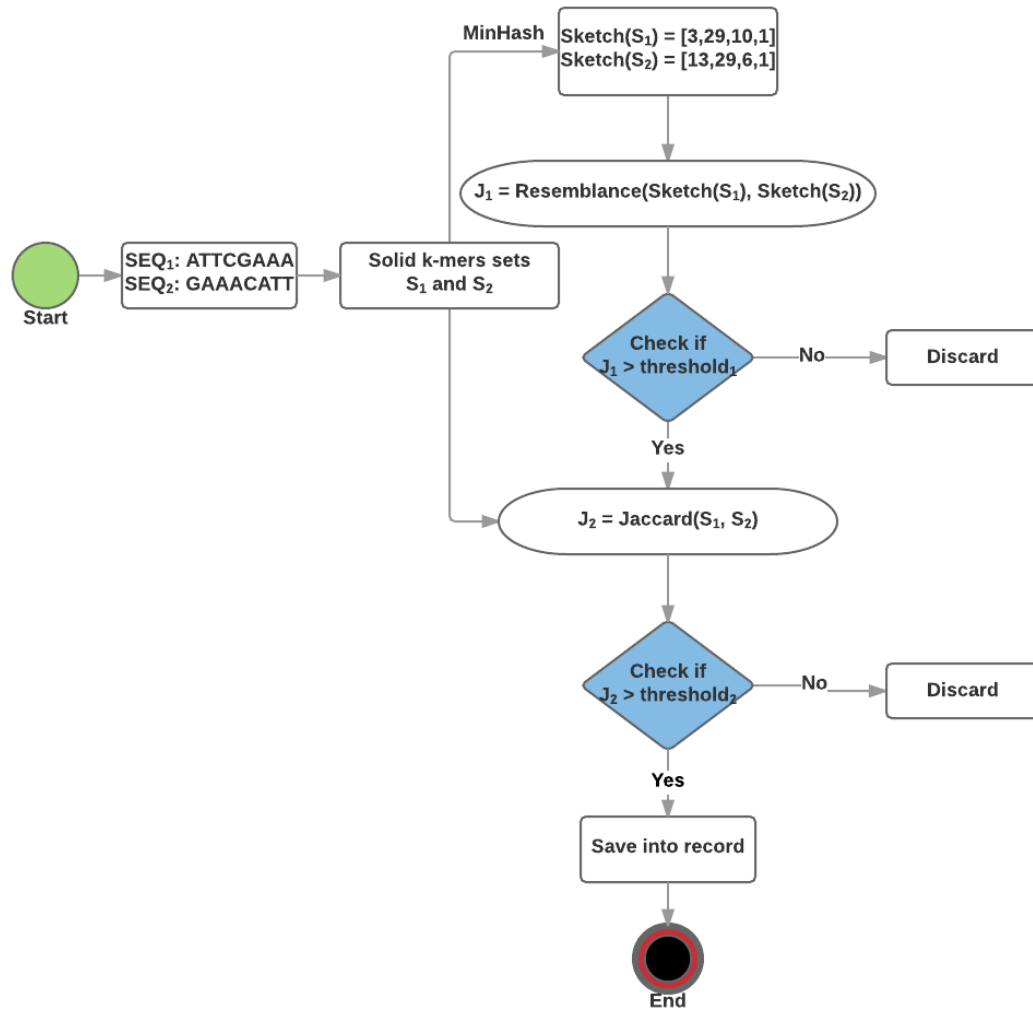 MinHash
Sketch(S₁) = [3,29,10,1]
Sketch(S₂) = [13,29,6,1]
J₁ = Resemblance(Sketch(S₁), Sketch(S₂))
Start
SEQ₁: ATTCGAAA
SEQ₂: GAAACATT
Solid k-mers sets
S₁ and S₂
Check if
J₁ > threshold₁
No
Discard
Yes
J₂ = Jaccard(S₁, S₂)
Check if
J₂ > threshold₂
No
Discard
Yes
Save into record
End